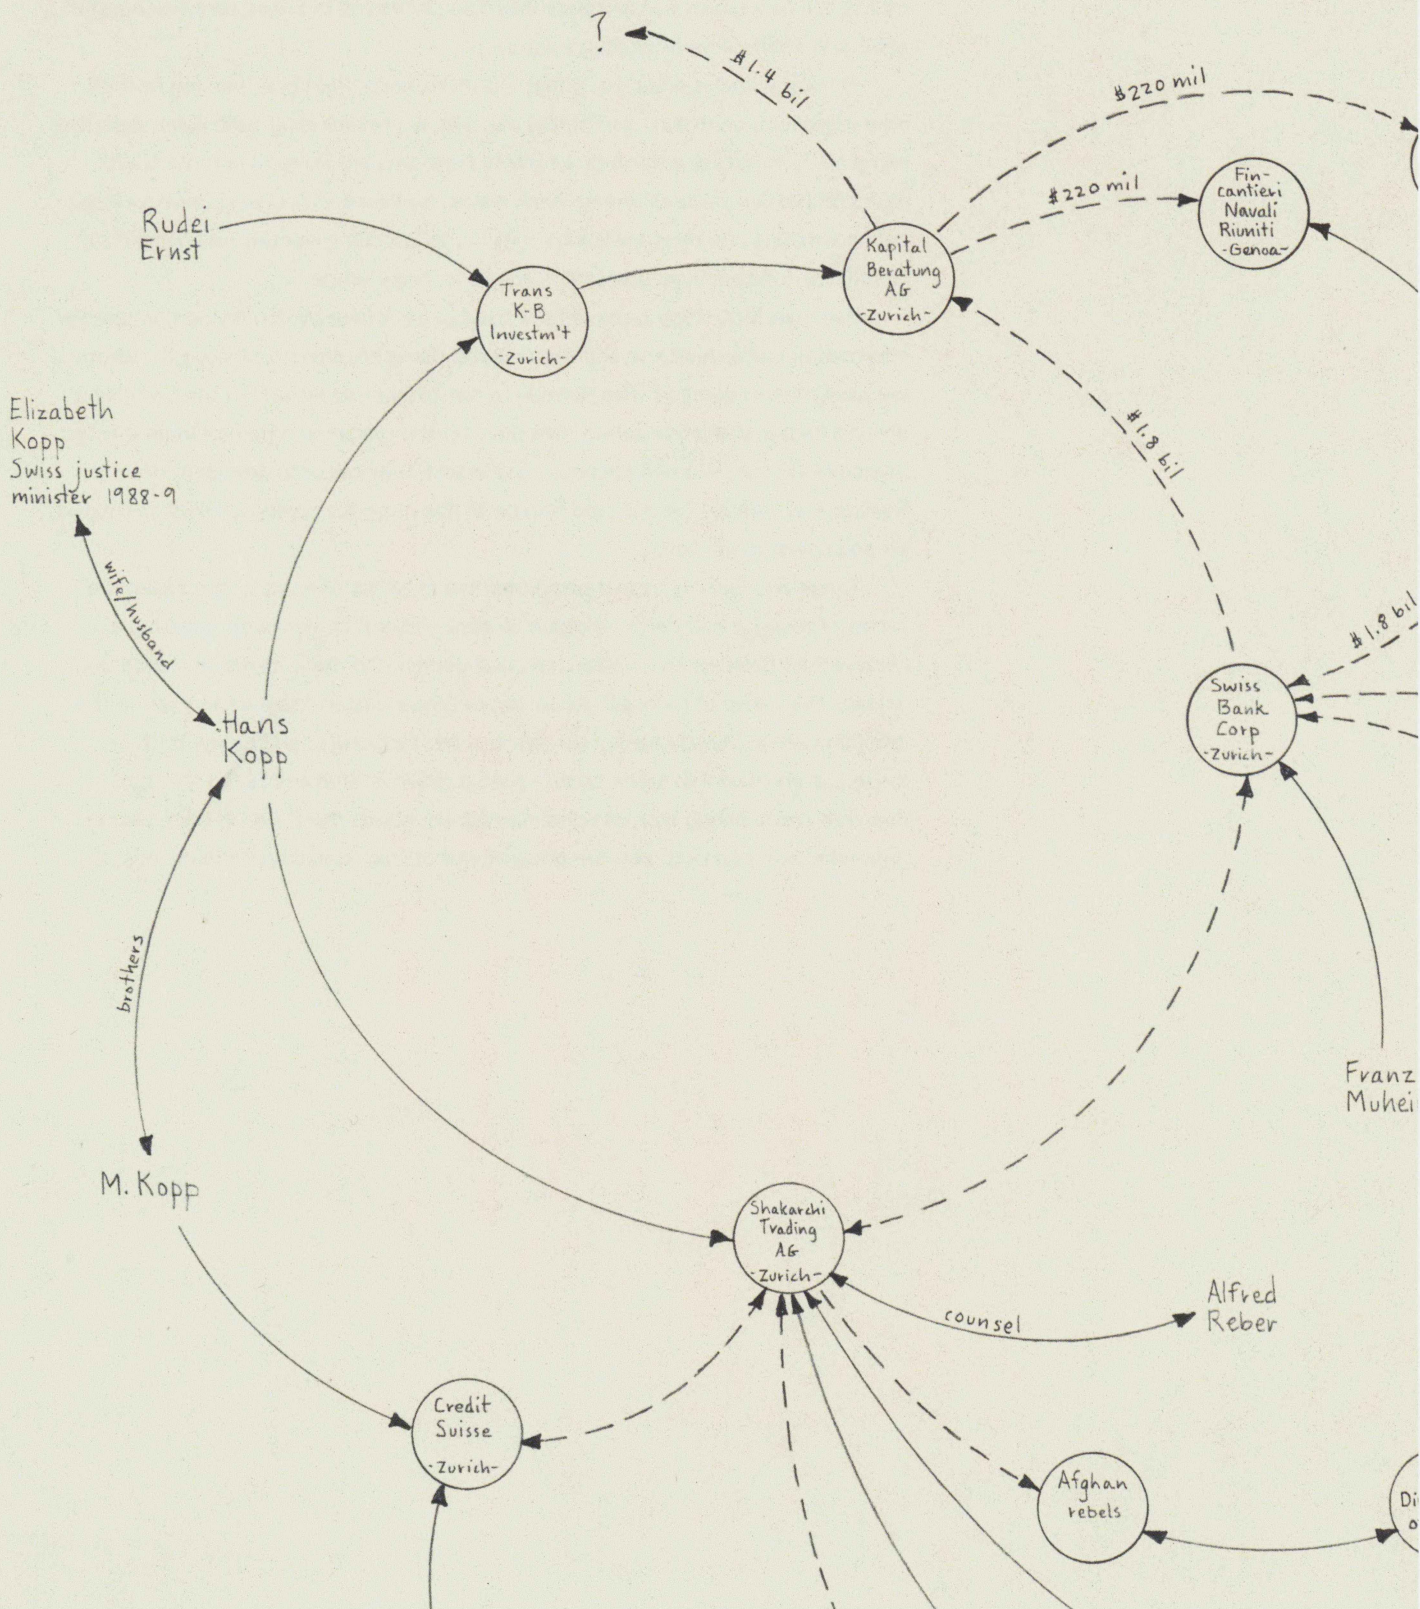 ?
$1.4 bil
$220 mil
$220 mil
Fin-
cantieri
Navali
Riuniti
-Genoa-
Rudei
Ernst
Kapital
Beratung
AG
-Zurich-
Trans
K-B
Investm't
-Zurich-
Elizabeth
Kopp
Swiss justice
minister 1988-9
$1.8 bil
wife/husband
$1.8 bil
Swiss
Bank
Corp
-Zurich-
Hans
Kopp
brothers
Franz
Muhei
M. Kopp
Shakarchi
Trading
AG
-Zurich-
counsel
Alfred
Reber
Credit
Suisse
-Zurich-
Afghan
rebels
Di
o